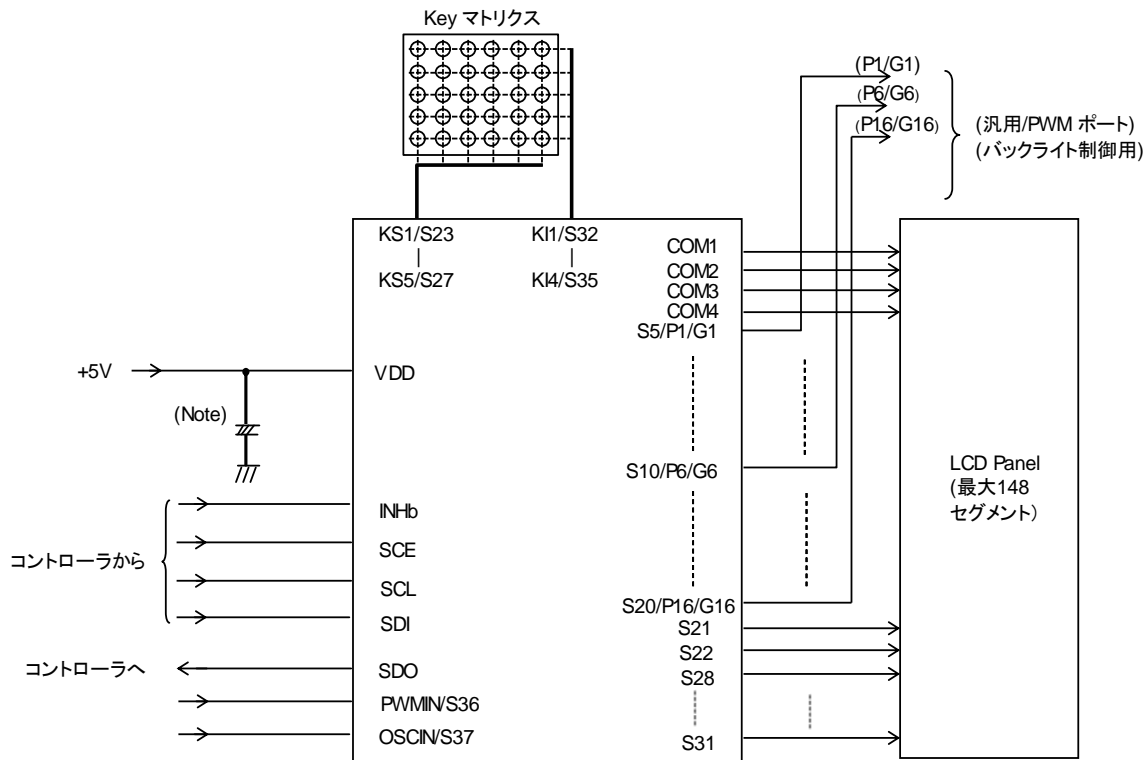 Key マトリクス
(P1/G1)
(P6/G6)
(P16/G16)
(汎用/PWM ポート)
(バックライト制御用)
KS1/S23
|
KS5/S27
KI1/S32
|
KI4/S35
COM1
COM2
COM3
COM4
S5/P1/G1
+5V
VDD
(Note)
S10/P6/G6
LCD Panel
(最大148
セグメント)
コントローラから
INHb
SCE
SCL
SDI
S20/P16/G16
S21
S22
S28
S31
コントローラへ
SDO
PWMIN/S36
OSCIN/S37